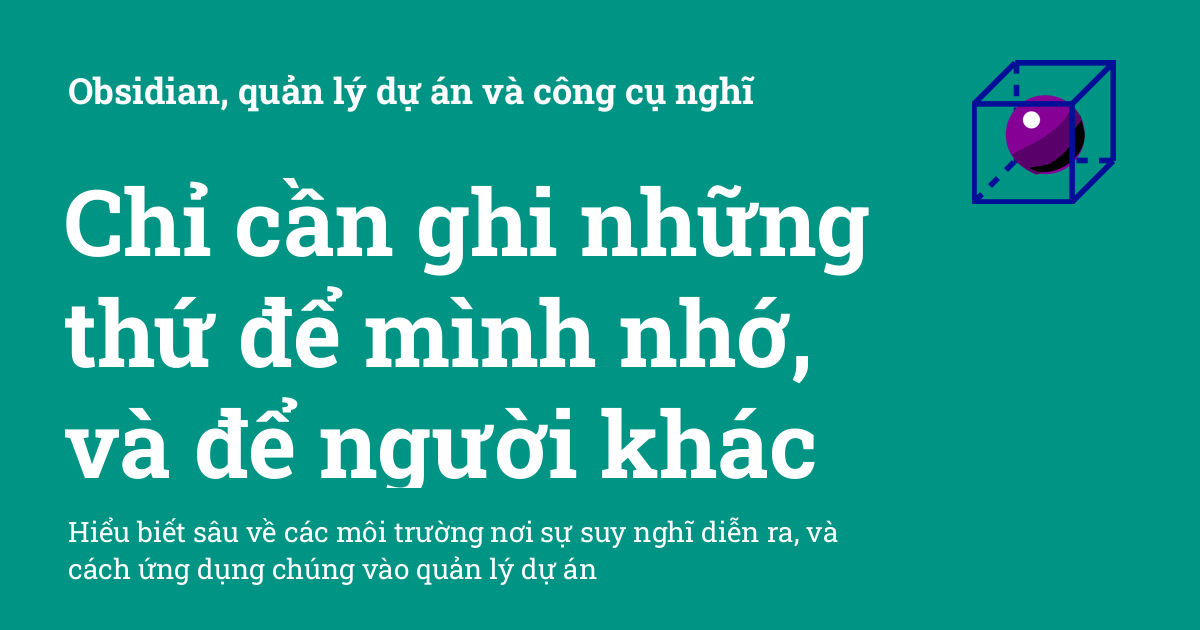 Obsidian, quản lý dự án và công cụ nghĩ
Chỉ cần ghi những
thứ để mình nhớ,
và để người khác
Hiểu biết sâu về các môi trường nơi sự suy nghĩ diễn ra, và
cách ứng dụng chúng vào quản lý dự án